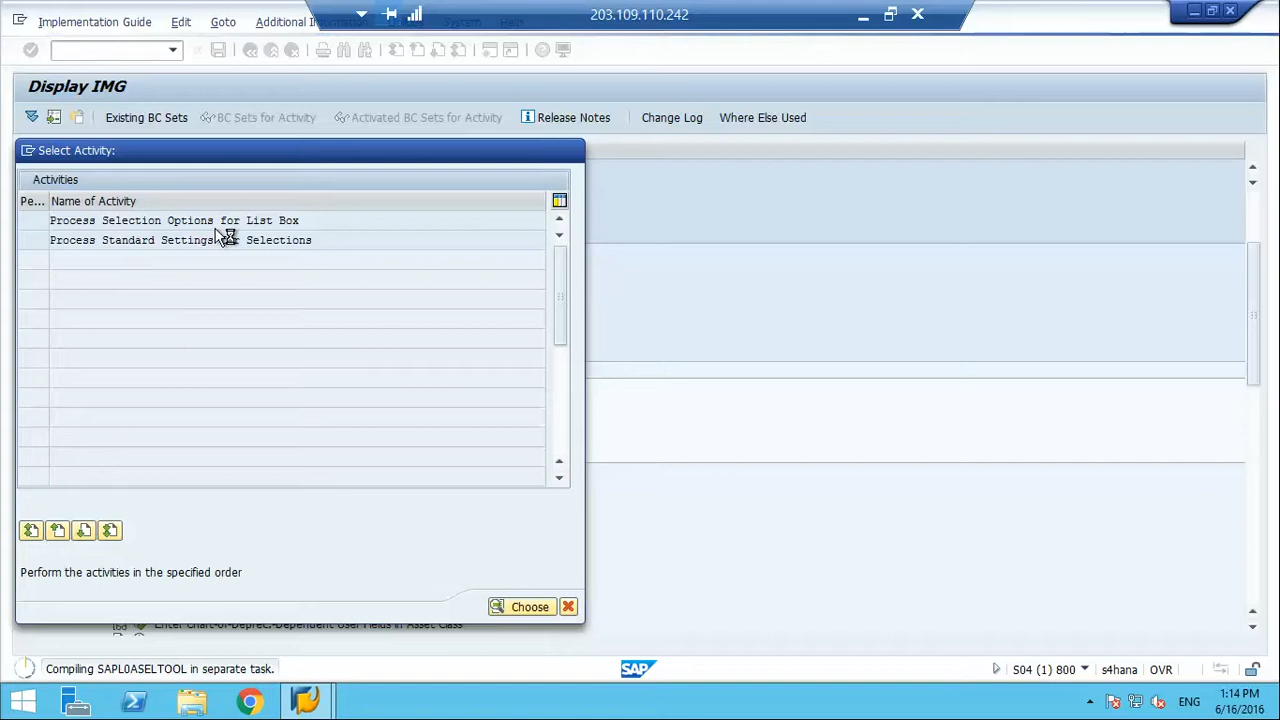 203.109.110.242
Implementation Guide Edit Goto Additional
Display IMG
Existing BC Sets BC Sets for Activity Activated BC Sets for Activity Release Notes Change Log Where Else Used
Select Activity:
Activities
Pe... Name of Activity
Process Selection Options for List Box
Process Standard Settings Selections
Perform the activities in the specified order
Choose
Enter Chart-of-Deprec.-Dependent User Fields in Asset Class
Compiling SAPL0ASELTOOL in separate task.
SAP
S04 (1) 800 s4hana OVR
ENG
1:14 PM
6/16/2016